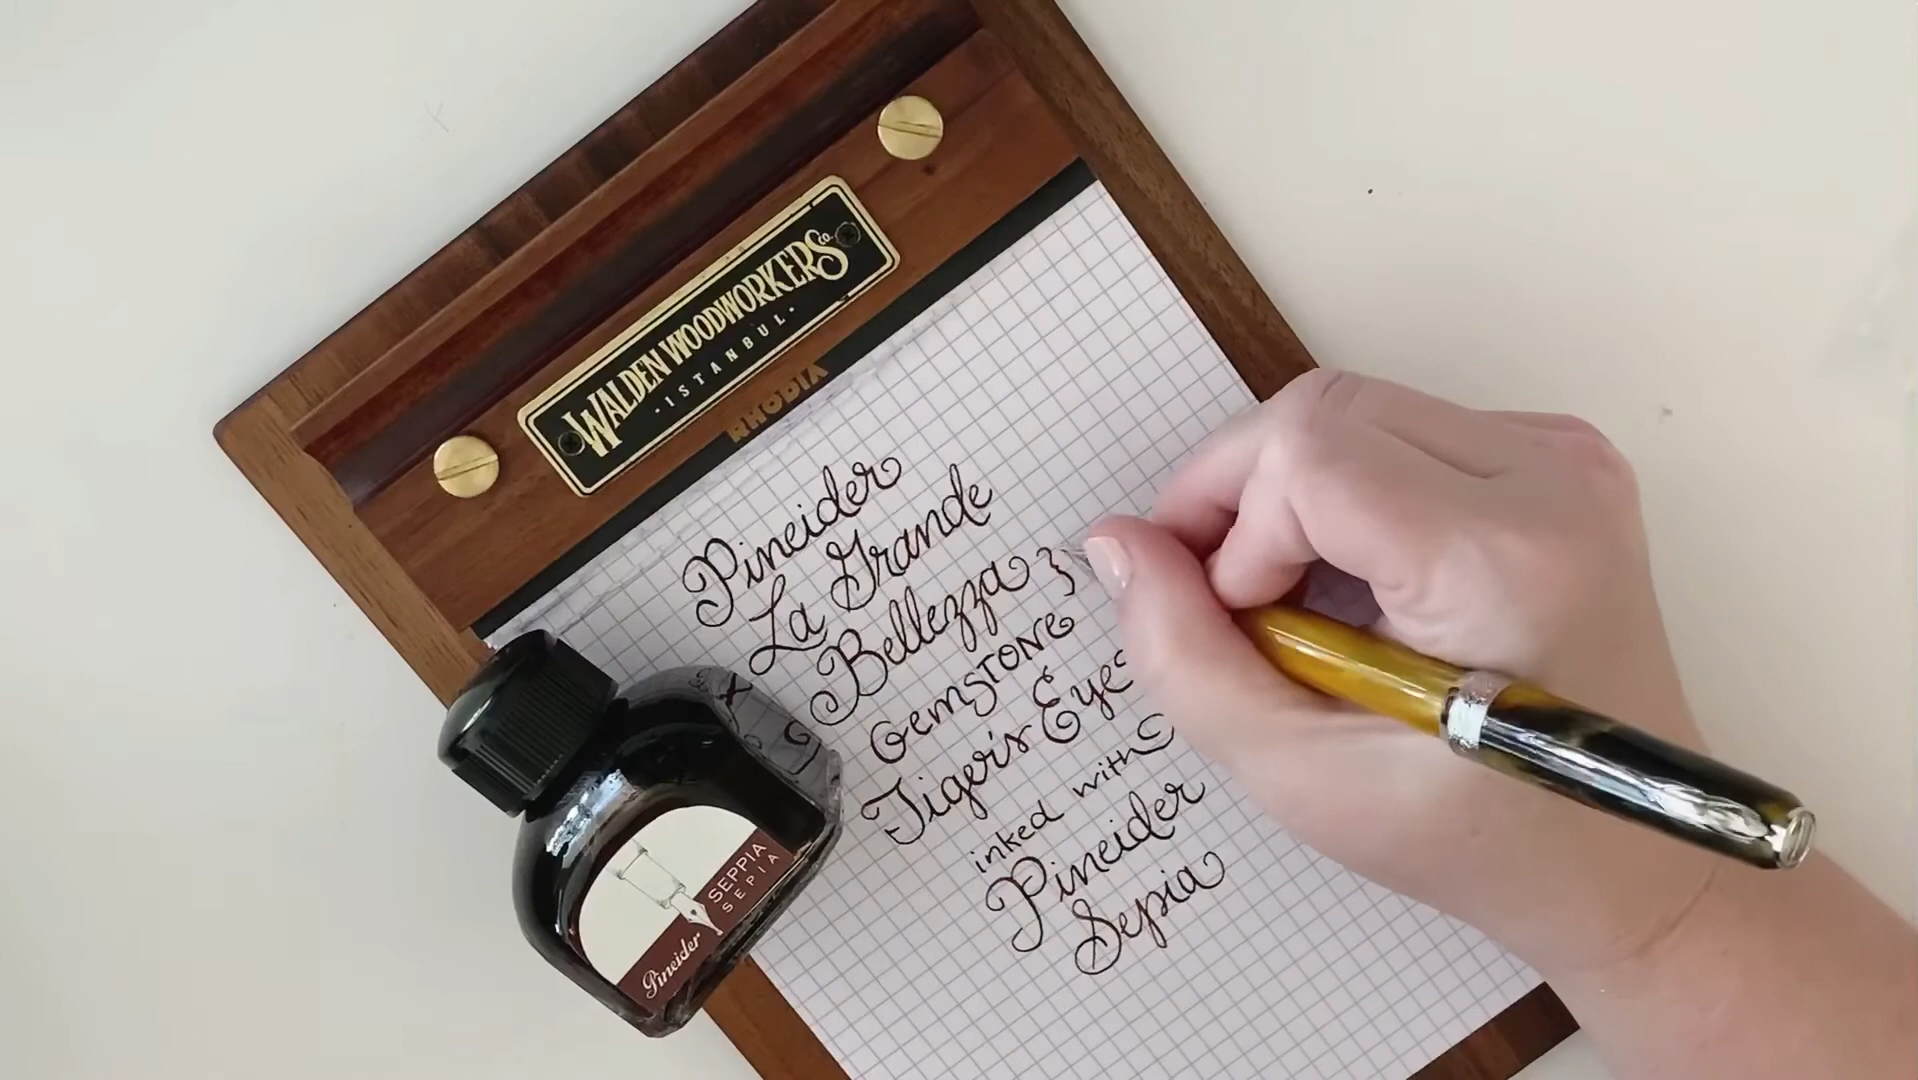 WALDEN WOODWORKERS CO.
· ISTANBUL ·
RHODIA
Pineider
La Grande
Bellezza }
GEMSTONE
Tiger's Eye
inked with
Pineider
Sepia
SEPPIA
SEPIA
Pineider